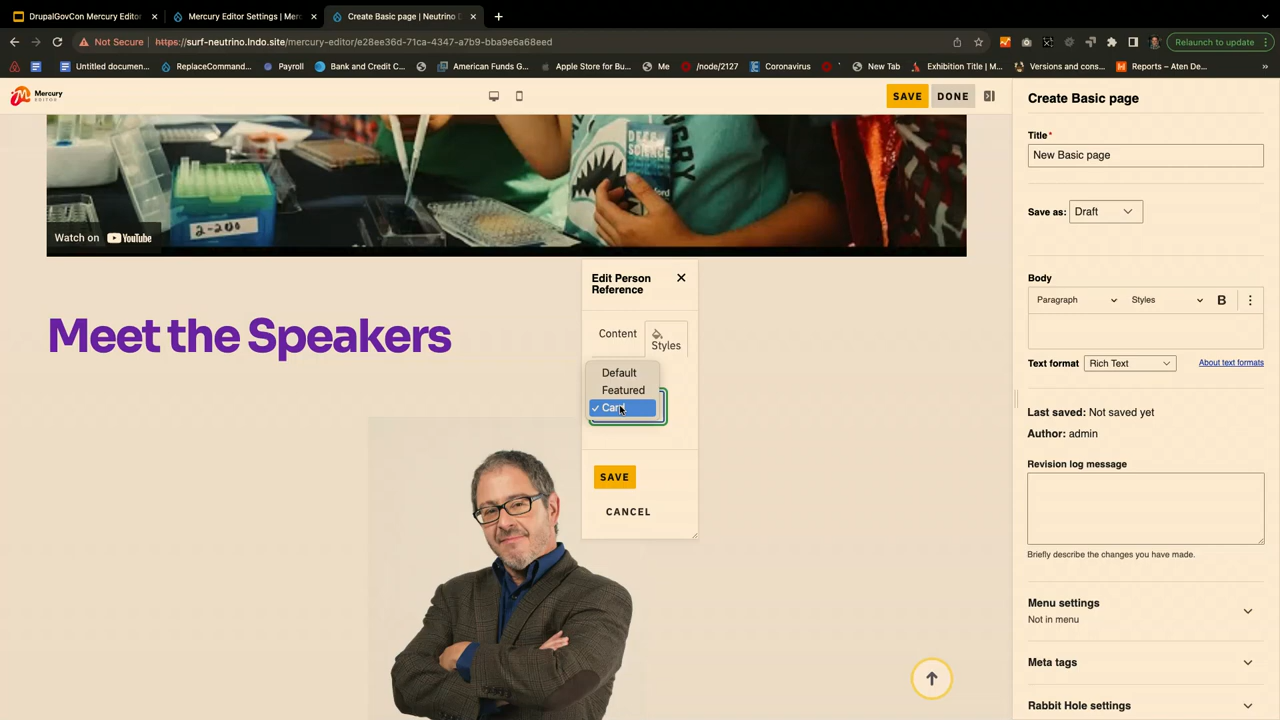 DrupalGovCon Mercury Editor
Mercury Editor Settings | Merc
Create Basic page | Neutrino D
Not Secure
https://surf-neutrino.lndo.site/mercury-editor/e28ee36d-71ca-4347-a7b9-bba9e6a68eed
Relaunch to update
Untitled documen...
ReplaceCommand...
Payroll
Bank and Credit C...
American Funds G...
Apple Store for Bu...
Me
/node/2127
Coronavirus
New Tab
Exhibition Title | M...
Versions and cons...
Reports – Aten De...
Mercury
EDITOR
SAVE
DONE
Create Basic page
Title*
New Basic page
Save as: Draft
Body
Paragraph
Styles
B
Text format Rich Text
About text formats
Last saved: Not saved yet
Author: admin
Revision log message
Briefly describe the changes you have made.
Menu settings
Not in menu
Meta tags
Rabbit Hole settings
2-200
Watch on YouTube
Meet the Speakers
Edit Person
Reference
Content
Styles
Default
Featured
Card
SAVE
CANCEL